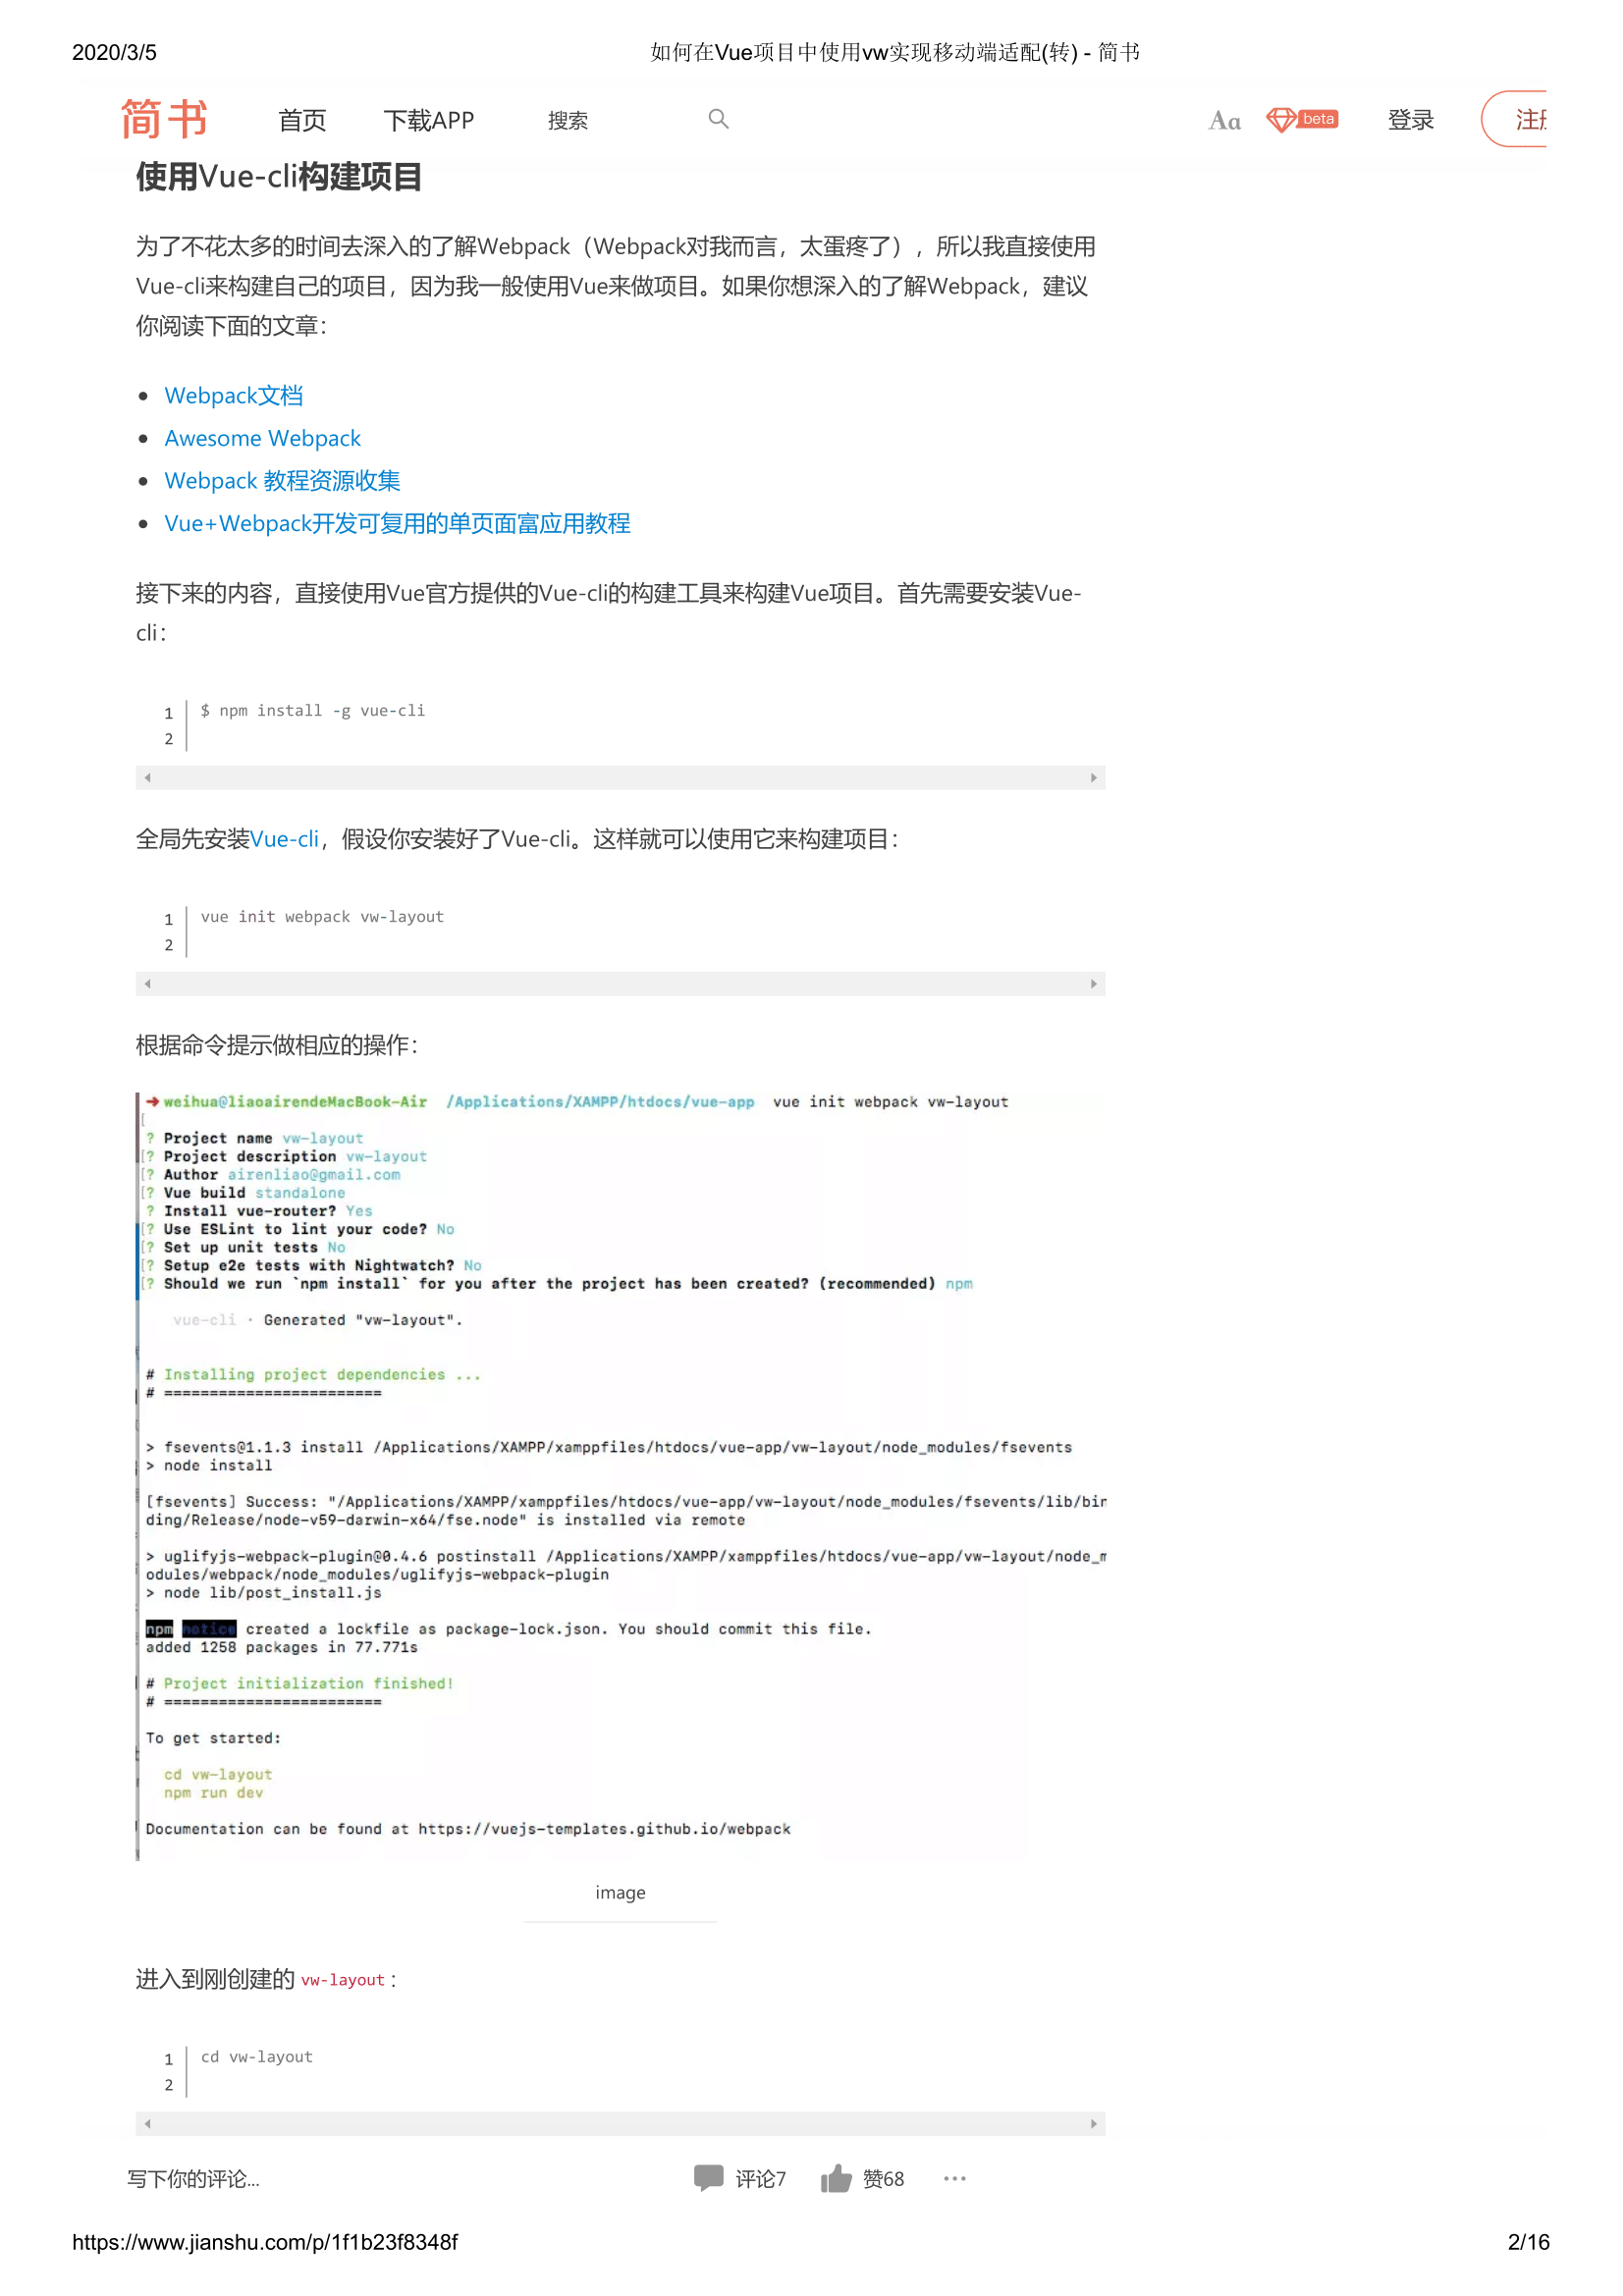 2020/3/5
如何在Vue项目中使用vw实现移动端适配(转) - 简书
简书 首页 下载APP 搜索 Aa beta 登录
使用Vue-cli构建项目
为了不花太多的时间去深入的了解Webpack（Webpack对我而言，太蛋疼了），所以我直接使用
Vue-cli来构建自己的项目，因为我一般使用Vue来做项目。如果你想深入的了解Webpack，建议
你阅读下面的文章：
Webpack文档
Awesome Webpack
Webpack 教程资源收集
Vue+Webpack开发可复用的单页面富应用教程
接下来的内容，直接使用Vue官方提供的Vue-cli的构建工具来构建Vue项目。首先需要安装Vue-
cli：
1 $ npm install -g vue-cli
2
全局先安装Vue-cli，假设你安装好了Vue-cli。这样就可以使用它来构建项目：
1 vue init webpack vw-layout
2
根据命令提示做相应的操作：
➜ weihua@liaoairendeMacBook-Air /Applications/XAMPP/htdocs/vue-app vue init webpack vw-layout
[
? Project name vw-layout
[? Project description vw-layout
[? Author airenliao@gmail.com
[? Vue build standalone
? Install vue-router? Yes
[? Use ESLint to lint your code? No
[? Set up unit tests No
[? Setup e2e tests with Nightwatch? No
[? Should we run `npm install` for you after the project has been created? (recommended) npm
vue-cli · Generated "vw-layout".
# Installing project dependencies ...
# ========================
> fsevents@1.1.3 install /Applications/XAMPP/xamppfiles/htdocs/vue-app/vw-layout/node_modules/fsevents
> node install
[fsevents] Success: "/Applications/XAMPP/xamppfiles/htdocs/vue-app/vw-layout/node_modules/fsevents/lib/bin
ding/Release/node-v59-darwin-x64/fse.node" is installed via remote
> uglifyjs-webpack-plugin@0.4.6 postinstall /Applications/XAMPP/xamppfiles/htdocs/vue-app/vw-layout/node_m
odules/webpack/node_modules/uglifyjs-webpack-plugin
> node lib/post_install.js
npm notice created a lockfile as package-lock.json. You should commit this file.
added 1258 packages in 77.771s
# Project initialization finished!
# ========================
To get started:
cd vw-layout
npm run dev
Documentation can be found at https://vuejs-templates.github.io/webpack
image
进入到刚创建的 vw-layout：
1 cd vw-layout
2
写下你的评论... 评论7 赞68 ···
https://www.jianshu.com/p/1f1b23f8348f
2/16